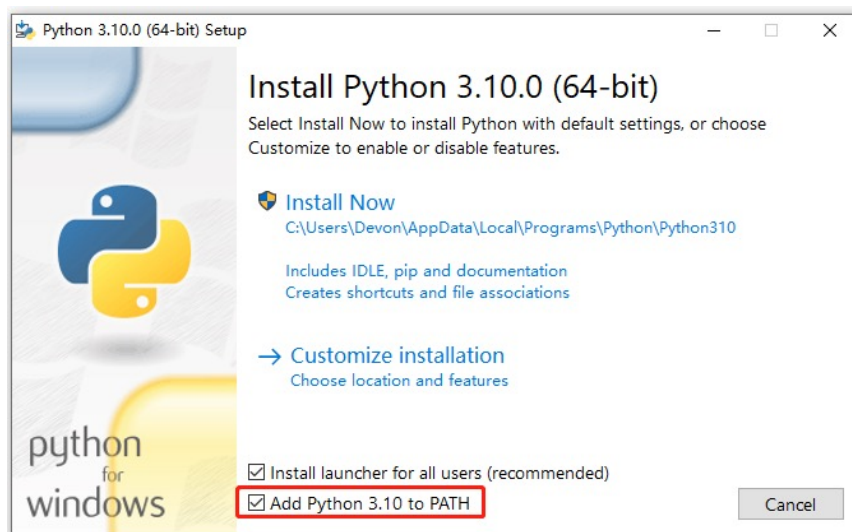 Python 3.10.0 (64-bit) Setup
Install Python 3.10.0 (64-bit)
Select Install Now to install Python with default settings, or choose
Customize to enable or disable features.
Install Now
C:\Users\Devon\AppData\Local\Programs\Python\Python310
Includes IDLE, pip and documentation
Creates shortcuts and file associations
Customize installation
Choose location and features
python
for
windows
Install launcher for all users (recommended)
Add Python 3.10 to PATH
Cancel